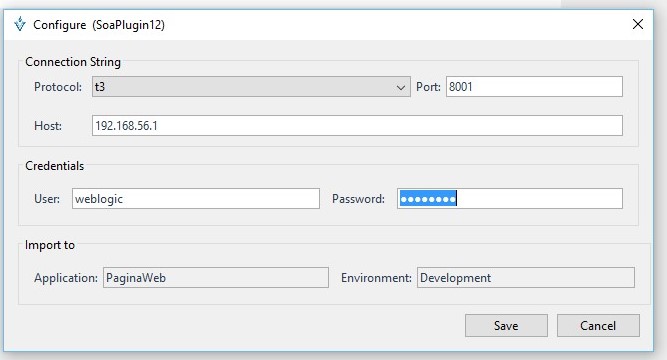 Configure (SoaPlugin12)
Connection String
Protocol: t3 Port: 8001
Host: 192.168.56.1
Credentials
User: weblogic Password: ●●●●●●●●
Import to
Application: PaginaWeb Environment: Development
Save Cancel